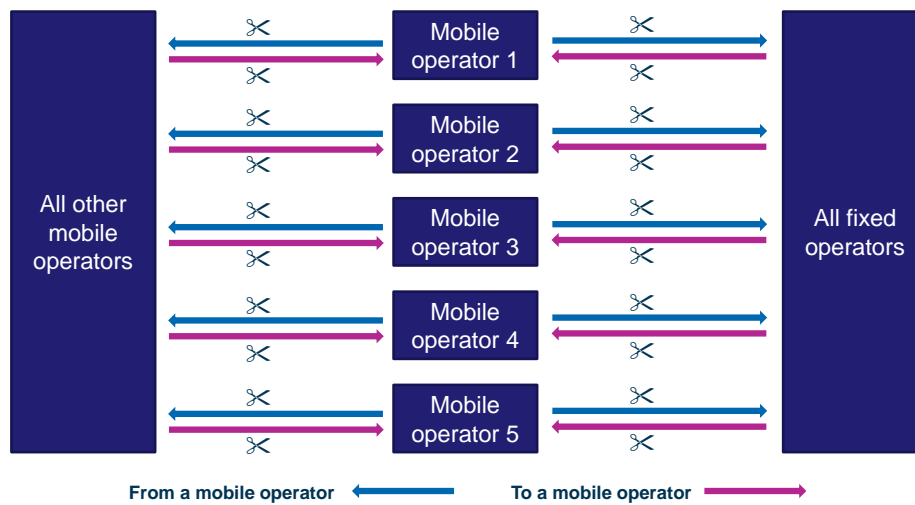 Mobile
operator 1
Mobile
operator 2
All other
mobile
operators
Mobile
operator 3
All fixed
operators
Mobile
operator 4
Mobile
operator 5
From a mobile operator
To a mobile operator